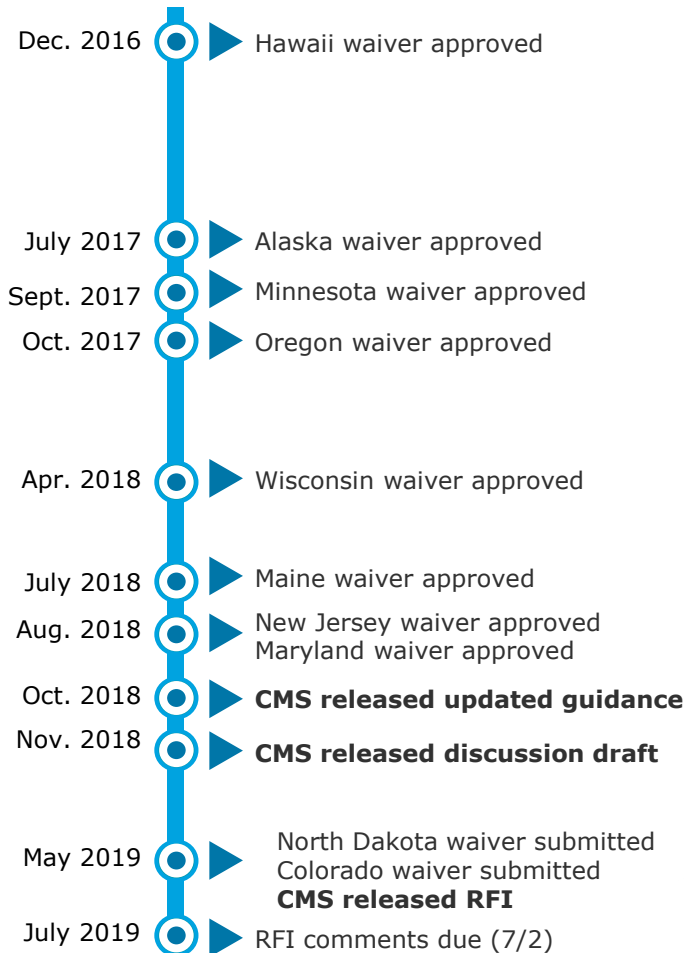 Dec. 2016
Hawaii waiver approved
July 2017
Alaska waiver approved
Sept. 2017
Minnesota waiver approved
Oct. 2017
Oregon waiver approved
Apr. 2018
Wisconsin waiver approved
July 2018
Maine waiver approved
Aug. 2018
New Jersey waiver approved
Maryland waiver approved
Oct. 2018
CMS released updated guidance
Nov. 2018
CMS released discussion draft
May 2019
North Dakota waiver submitted
Colorado waiver submitted
CMS released RFI
July 2019
RFI comments due (7/2)